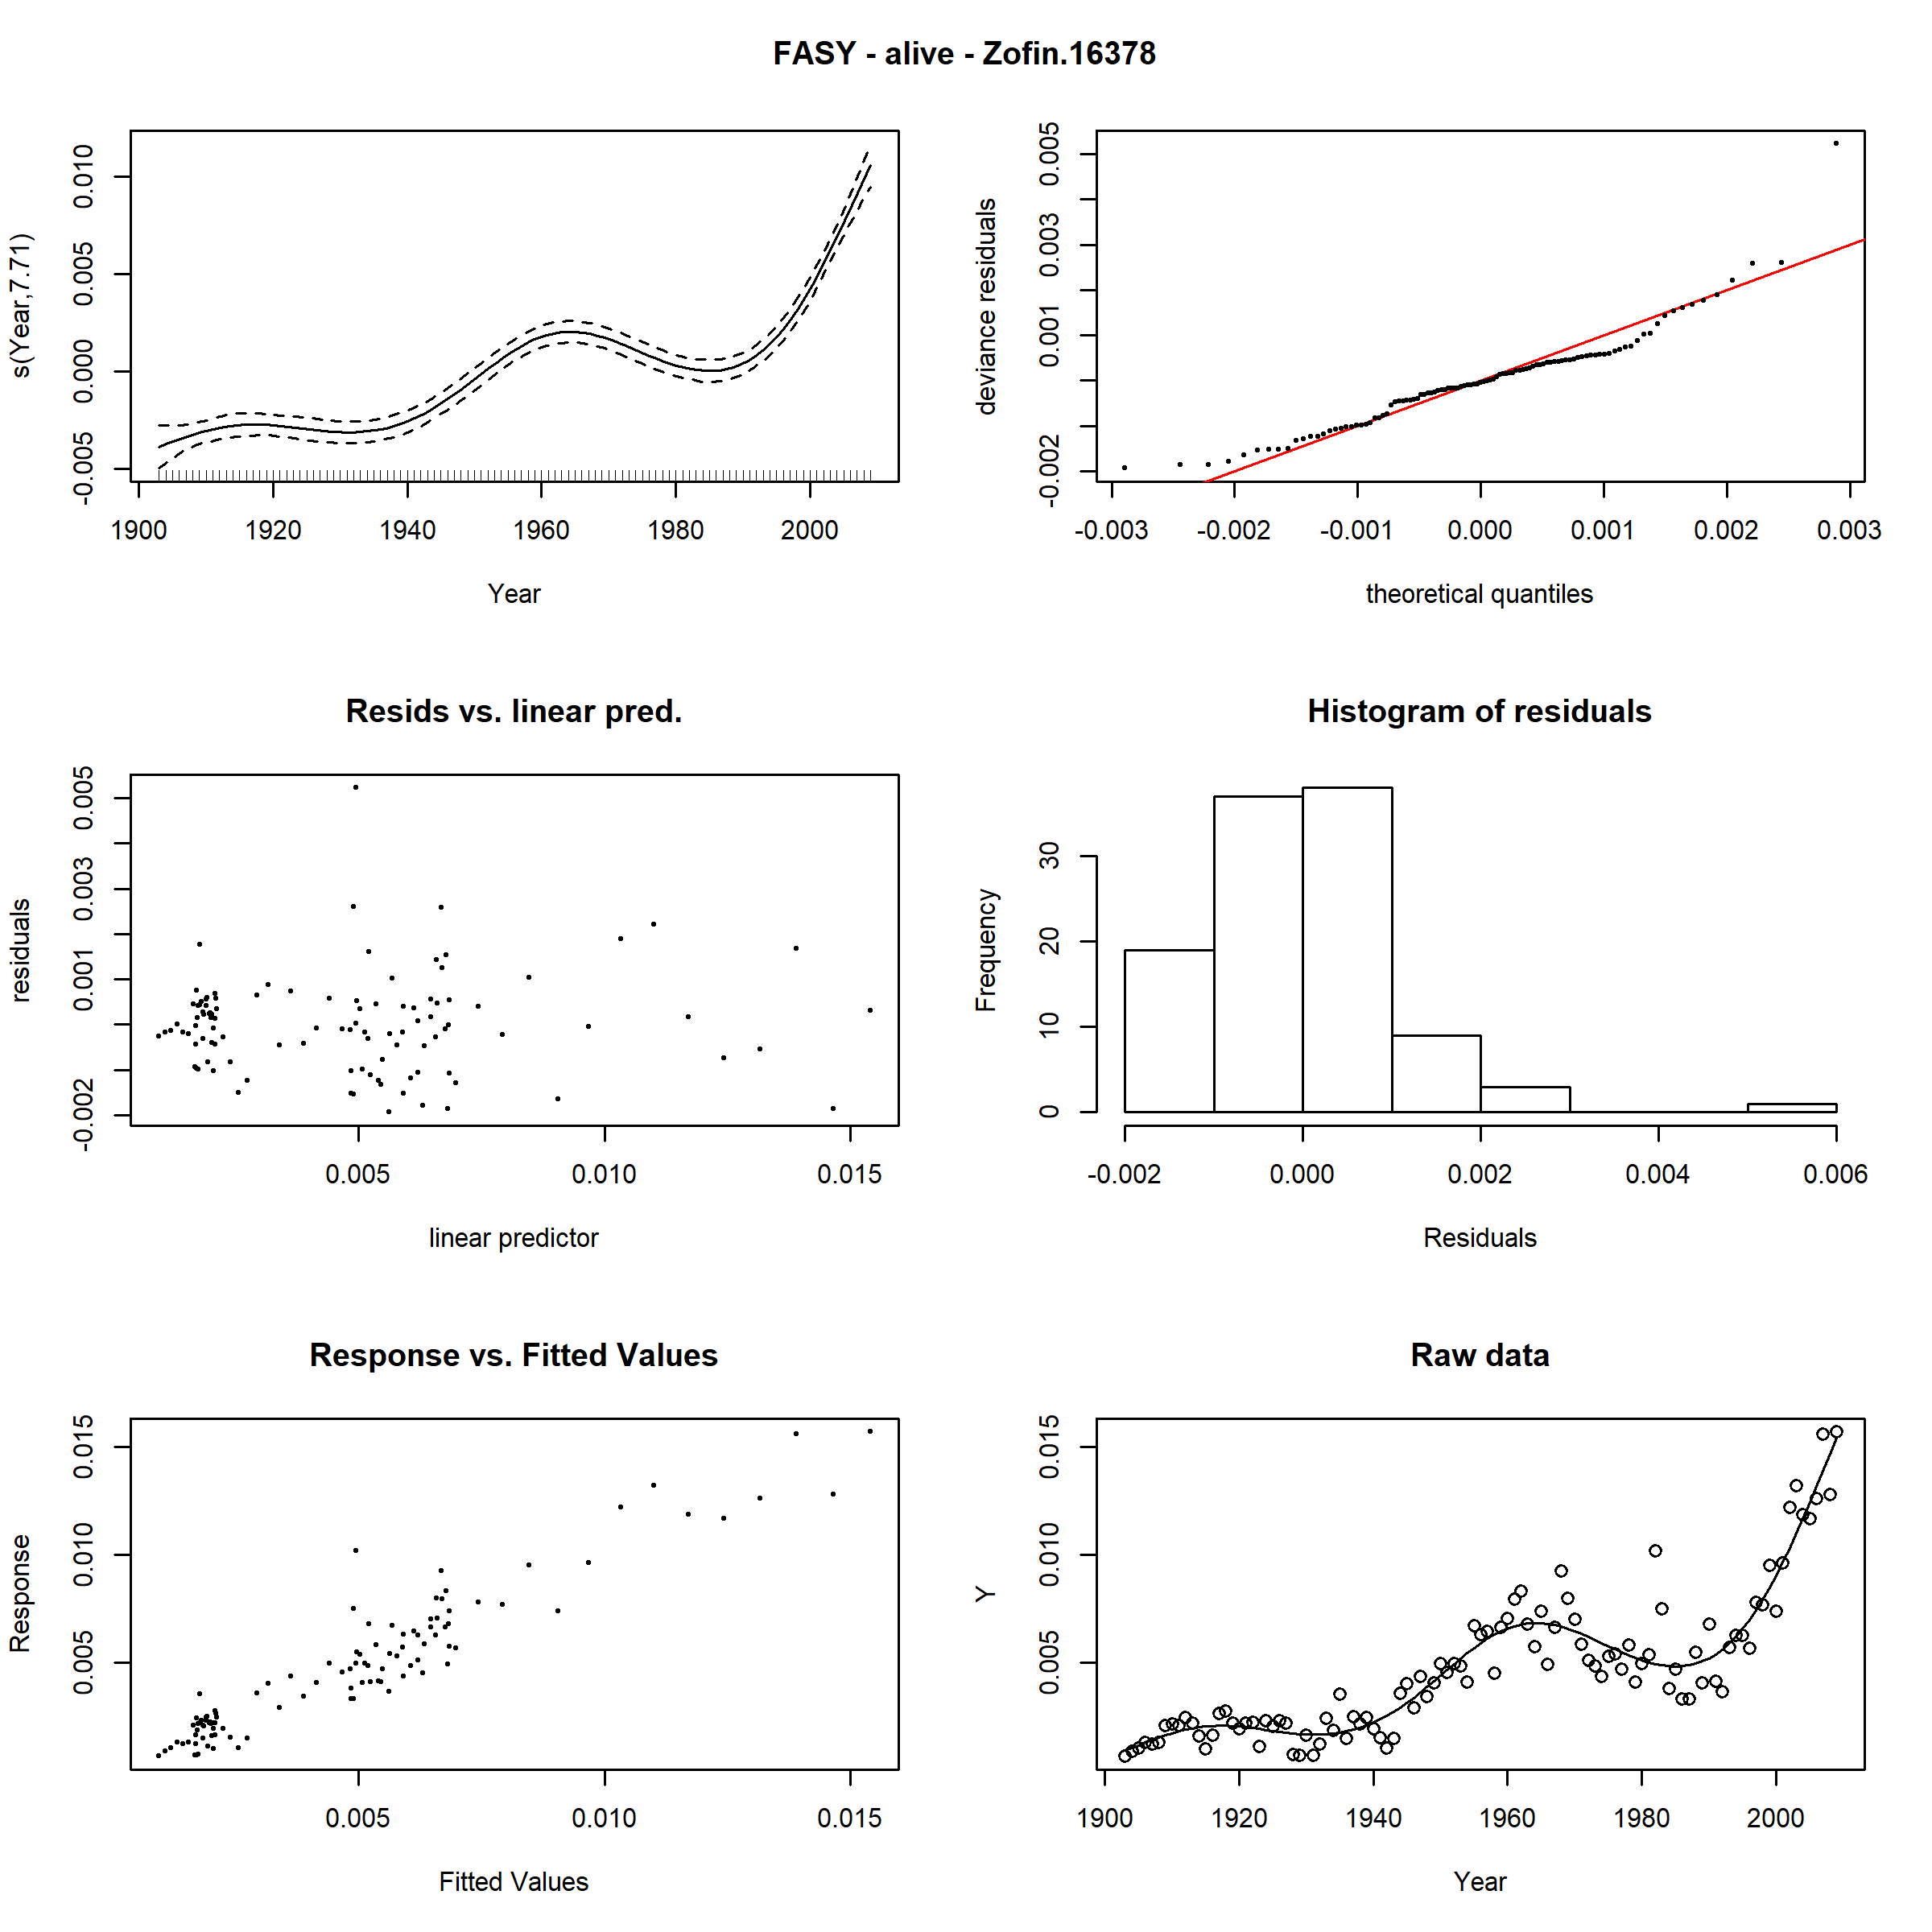 FASY - alive - Zofin.16378
s(Year,7.71)
-0.005 0.000 0.005 0.010
1900 1920 1940 1960 1980 2000
Year
deviance residuals
-0.002 0.001 0.003 0.005
-0.003 -0.002 -0.001 0.000 0.001 0.002 0.003
theoretical quantiles
Resids vs. linear pred.
residuals
-0.002 0.001 0.003 0.005
0.005 0.010 0.015
linear predictor
Histogram of residuals
Frequency
0 10 20 30
-0.002 0.000 0.002 0.004 0.006
Residuals
Response vs. Fitted Values
Response
0.005 0.010 0.015
0.005 0.010 0.015
Fitted Values
Raw data
Y
0.005 0.010 0.015
1900 1920 1940 1960 1980 2000
Year